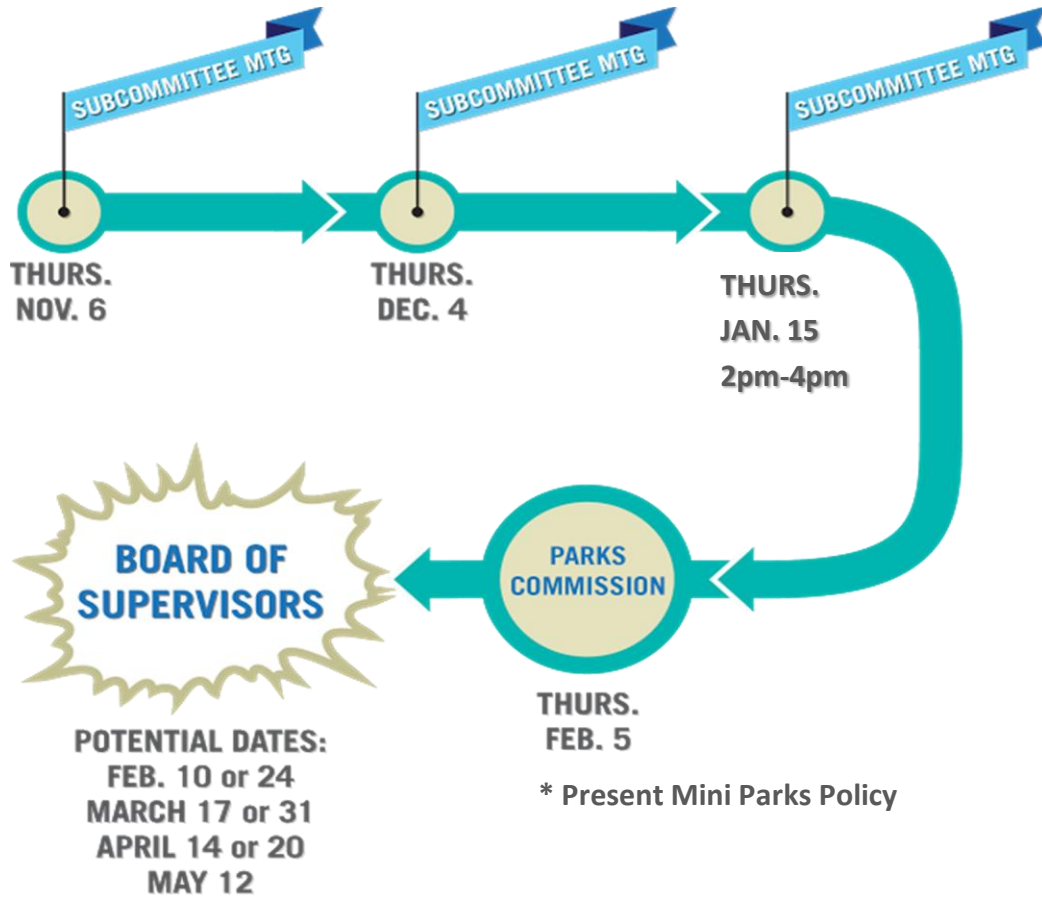 SUBCOMMITTEE MTG
SUBCOMMITTEE MTG
SUBCOMMITTEE MTG
THURS.
NOV. 6
THURS.
DEC. 4
THURS.
JAN. 15
2pm-4pm
BOARD OF
SUPERVISORS
PARKS
COMMISSION
THURS.
FEB. 5
* Present Mini Parks Policy
POTENTIAL DATES:
FEB. 10 or 24
MARCH 17 or 31
APRIL 14 or 20
MAY 12